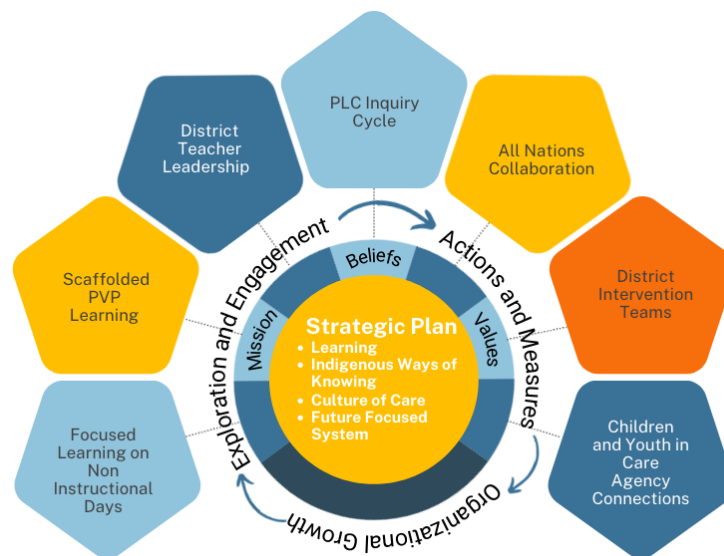 PLC Inquiry
Cycle
District
Teacher
Leadership
All Nations
Collaboration
Scaffolded
PVP
Learning
District
Intervention
Teams
Focused
Learning on
Non
Instructional
Days
Children
and Youth in
Care
Agency
Connections
Exploration and Engagement
Actions and Measures
Organizational Growth
Mission
Beliefs
Values
Strategic Plan
• Learning
• Indigenous Ways of
Knowing
• Culture of Care
• Future Focused
System